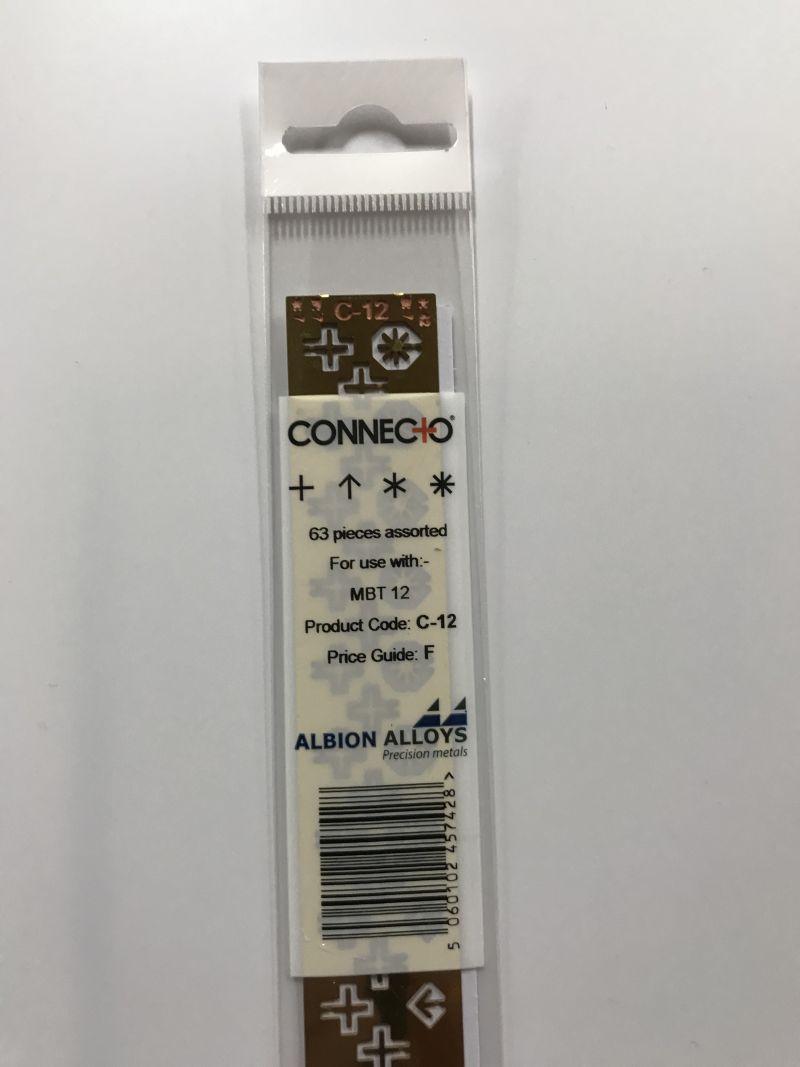 C-12
CONNECTO®
63 pieces assorted
For use with:-
MBT 12
Product Code: C-12
Price Guide: F
ALBION ALLOYS
Precision metals
5 060102 457428 >